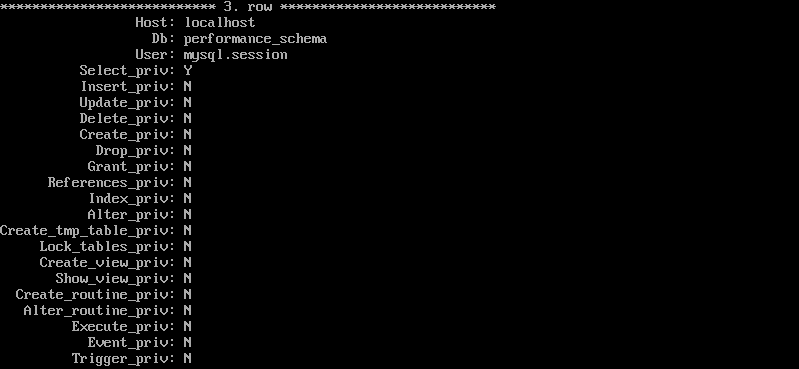 *************************** 3. row ***************************
Host: localhost
Db: performance_schema
User: mysql.session
Select_priv: Y
Insert_priv: N
Update_priv: N
Delete_priv: N
Create_priv: N
Drop_priv: N
Grant_priv: N
References_priv: N
Index_priv: N
Alter_priv: N
Create_tmp_table_priv: N
Lock_tables_priv: N
Create_view_priv: N
Show_view_priv: N
Create_routine_priv: N
Alter_routine_priv: N
Execute_priv: N
Event_priv: N
Trigger_priv: N